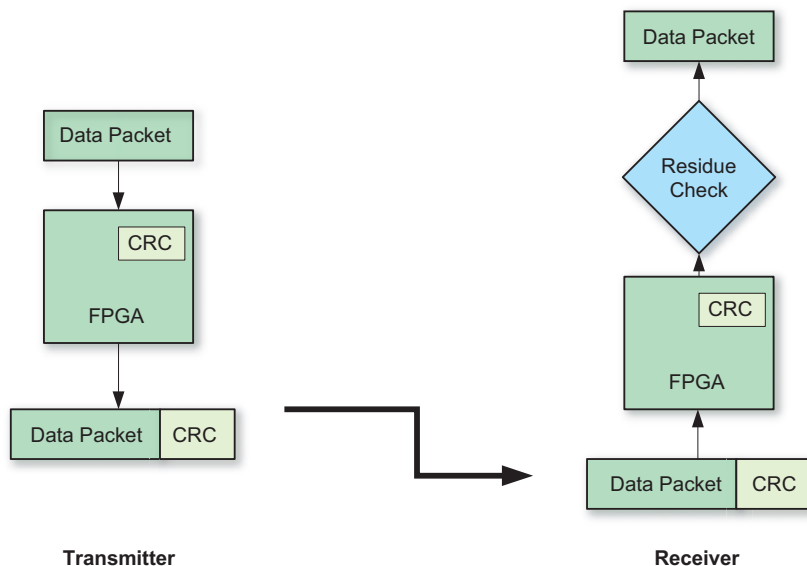 Data Packet
CRC
FPGA
Data Packet
CRC
Transmitter
Data Packet
Residue
Check
CRC
FPGA
Data Packet
CRC
Receiver